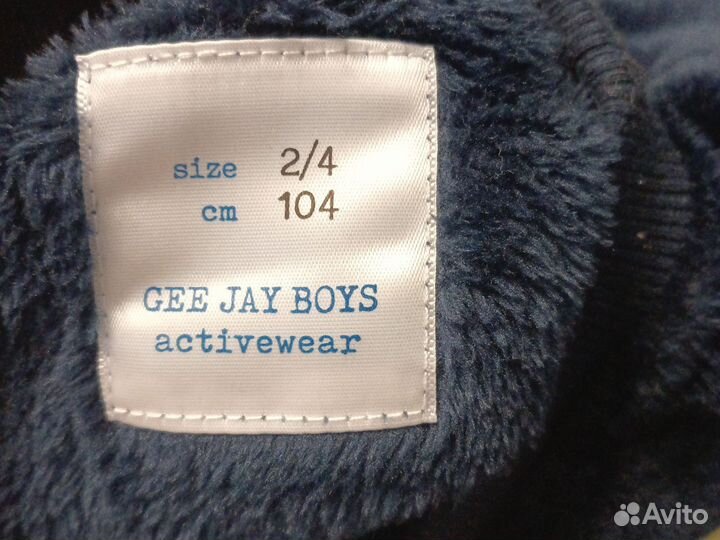 size 2/4
cm 104
GEE JAY BOYS
activewear
Avito